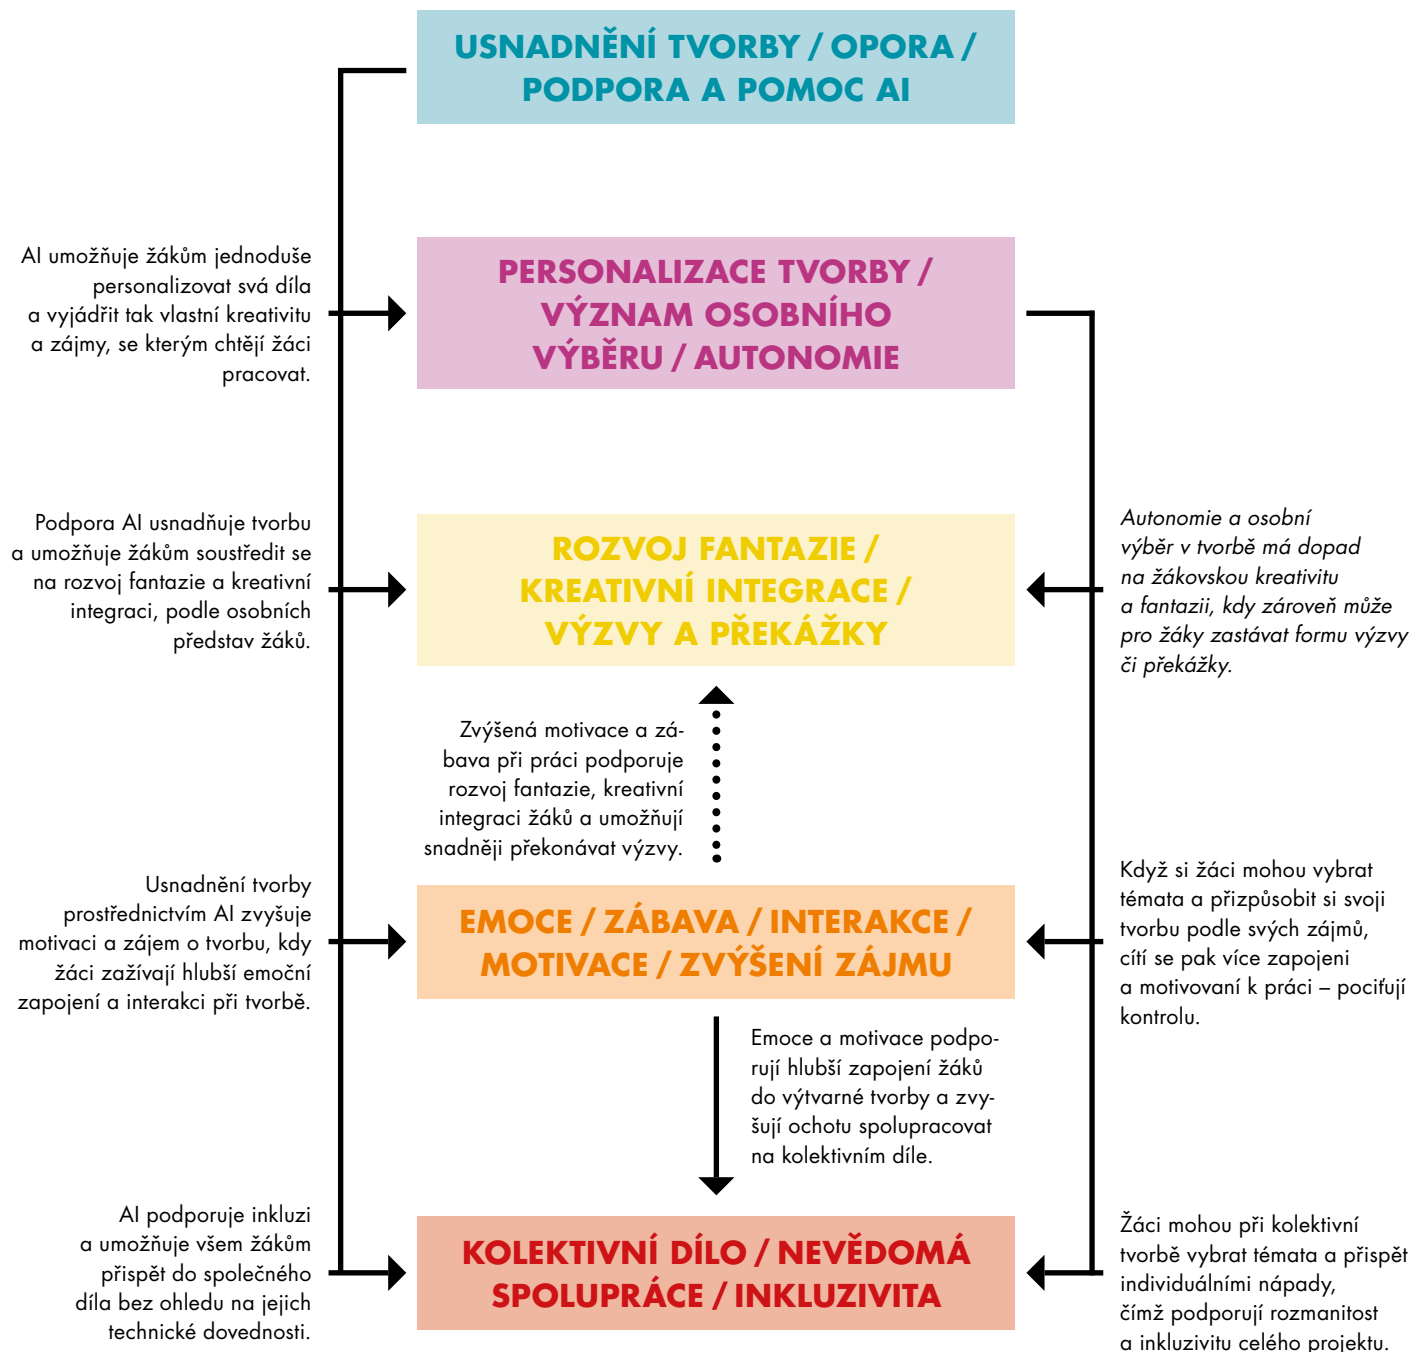 USNADNĚNÍ TVORBY / OPORA /
PODPORA A POMOC AI
AI umožňuje žákům jednoduše
personalizovat svá díla
a vyjádřit tak vlastní kreativitu
a zájmy, se kterým chtějí žáci
pracovat.
PERSONALIZACE TVORBY /
VÝZNAM OSOBNÍHO
VÝBĚRU / AUTONOMIE
Podpora AI usnadňuje tvorbu
a umožňuje žákům soustředit se
na rozvoj fantazie a kreativní
integraci, podle osobních
představ žáků.
ROZVOJ FANTAZIE /
KREATIVNÍ INTEGRACE /
VÝZVY A PŘEKÁŽKY
Autonomie a osobní
výběr v tvorbě má dopad
na žákovskou kreativitu
a fantazii, kdy zároveň může
pro žáky zastávat formu výzvy
či překážky.
Zvýšená motivace a zá-
bava při práci podporuje
rozvoj fantazie, kreativní
integraci žáků a umožňují
snadněji překonávat výzvy.
Usnadnění tvorby
prostřednictvím AI zvyšuje
motivaci a zájem o tvorbu, kdy
žáci zažívají hlubší emoční
zapojení a interakci při tvorbě.
EMOCE / ZÁBAVA / INTERAKCE /
MOTIVACE / ZVÝŠENÍ ZÁJMU
Když si žáci mohou vybrat
témata a přizpůsobit si svoji
tvorbu podle svých zájmů,
cítí se pak více zapojeni
a motivovaní k práci – pociťují
kontrolu.
Emoce a motivace podpo-
rují hlubší zapojení žáků
do výtvarné tvorby a zvy-
šují ochotu spolupracovat
na kolektivním díle.
AI podporuje inkluzi
a umožňuje všem žákům
přispět do společného
díla bez ohledu na jejich
technické dovednosti.
KOLEKTIVNÍ DÍLO / NEVĚDOMÁ
SPOLUPRÁCE / INKLUZIVITA
Žáci mohou při kolektivní
tvorbě vybrat témata a přispět
individuálními nápady,
čímž podporují rozmanitost
a inkluzivitu celého projektu.